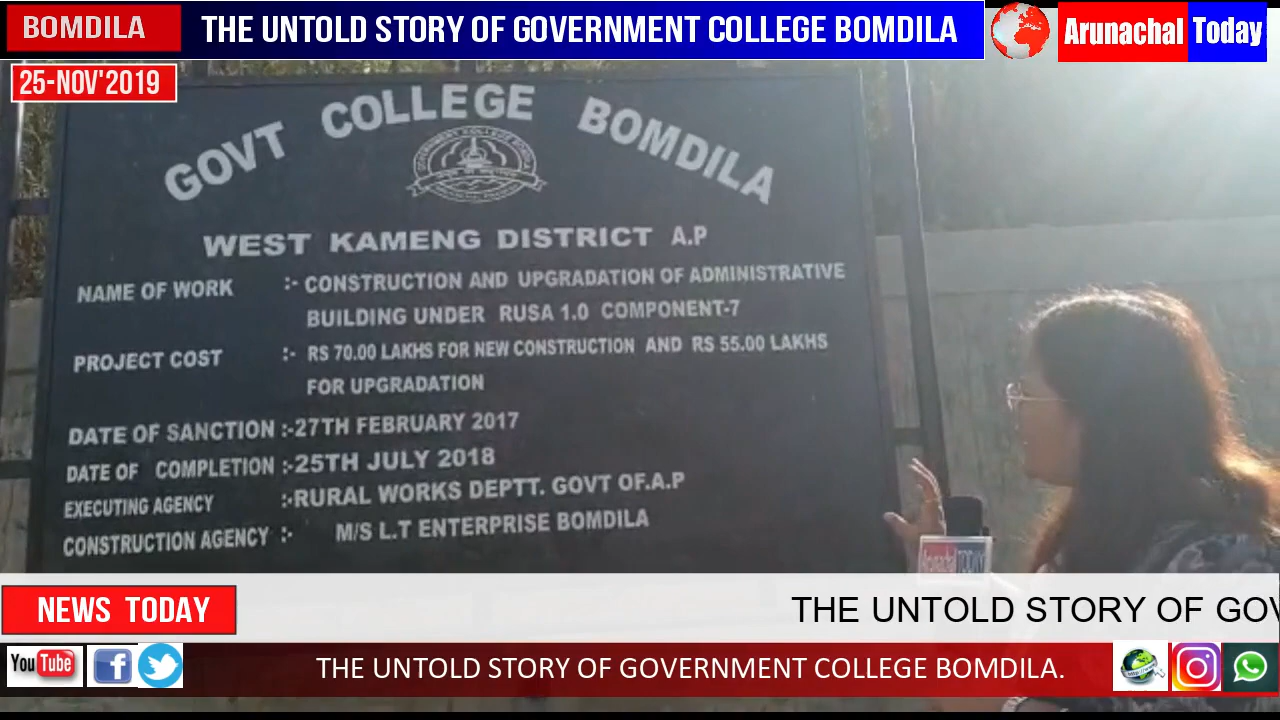 BOMDILA
THE UNTOLD STORY OF GOVERNMENT COLLEGE BOMDILA
Arunachal Today
25-NOV'2019
GOVT COLLEGE BOMDILA
WEST KAMENG DISTRICT A.P
NAME OF WORK :- CONSTRUCTION AND UPGRADATION OF ADMINISTRATIVE
BUILDING UNDER RUSA 1.0 COMPONENT-7
PROJECT COST :- RS 70.00 LAKHS FOR NEW CONSTRUCTION AND RS 55.00 LAKHS
FOR UPGRADATION
DATE OF SANCTION :-27TH FEBRUARY 2017
DATE OF COMPLETION :-25TH JULY 2018
EXECUTING AGENCY :-RURAL WORKS DEPTT. GOVT OF.A.P
CONSTRUCTION AGENCY :- M/S L.T ENTERPRISE BOMDILA
Arunachal TODAY
NEWS TODAY
THE UNTOLD STORY OF GOV
YouTube
THE UNTOLD STORY OF GOVERNMENT COLLEGE BOMDILA.